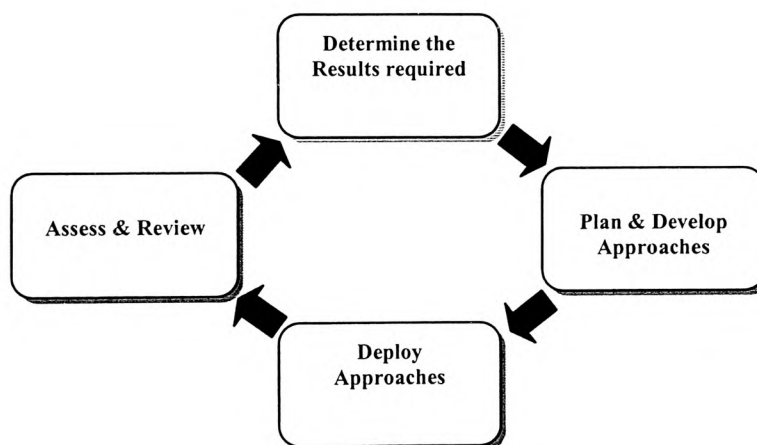 Determine the
Results required
Plan & Develop
Approaches
Deploy
Approaches
Assess & Review